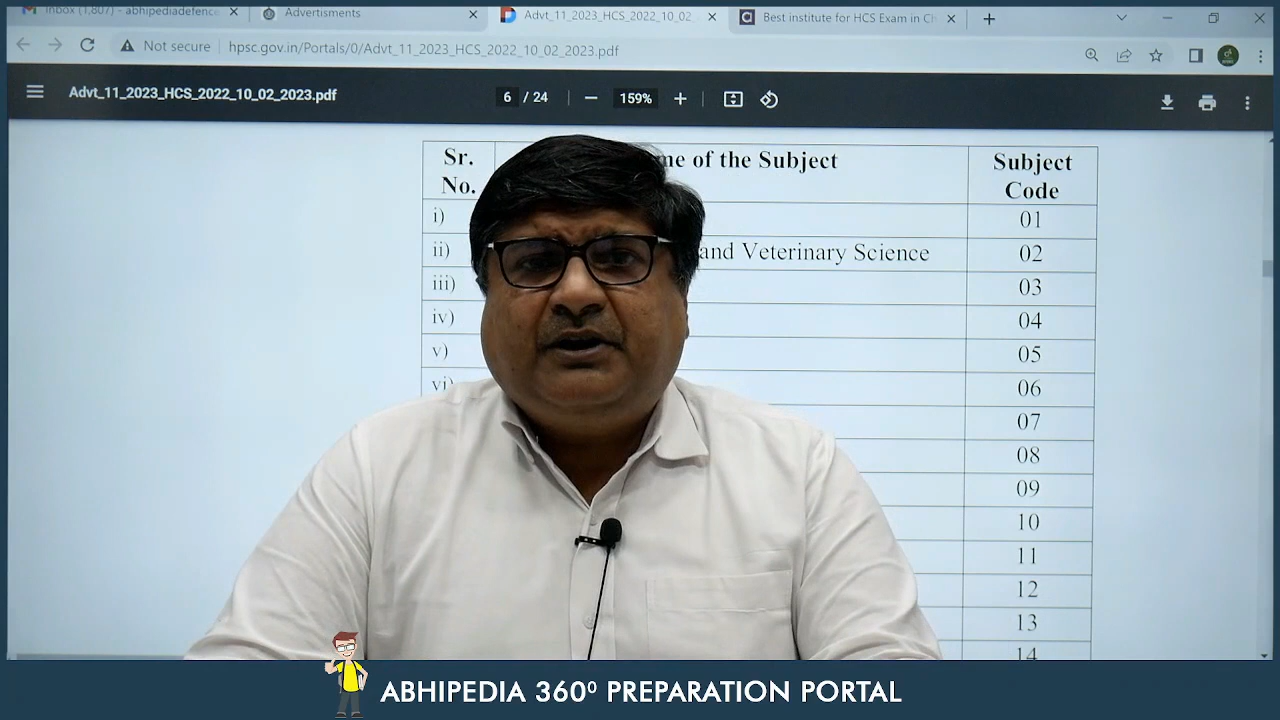 Inbox (1,807) - abhipediadefence
Advertisments
Advt_11_2023_HCS_2022_10_02
Best institute for HCS Exam in Ch
Not secure hpsc.gov.in/Portals/0/Advt_11_2023_HCS_2022_10_02_2023.pdf
Advt_11_2023_HCS_2022_10_02_2023.pdf 6 / 24 159%
Sr. No.
me of the Subject
Subject Code
i) 01
ii) and Veterinary Science 02
iii) 03
iv) 04
v) 05
vi) 06
07
08
09
10
11
12
13
14
ABHIPEDIA 360⁰ PREPARATION PORTAL